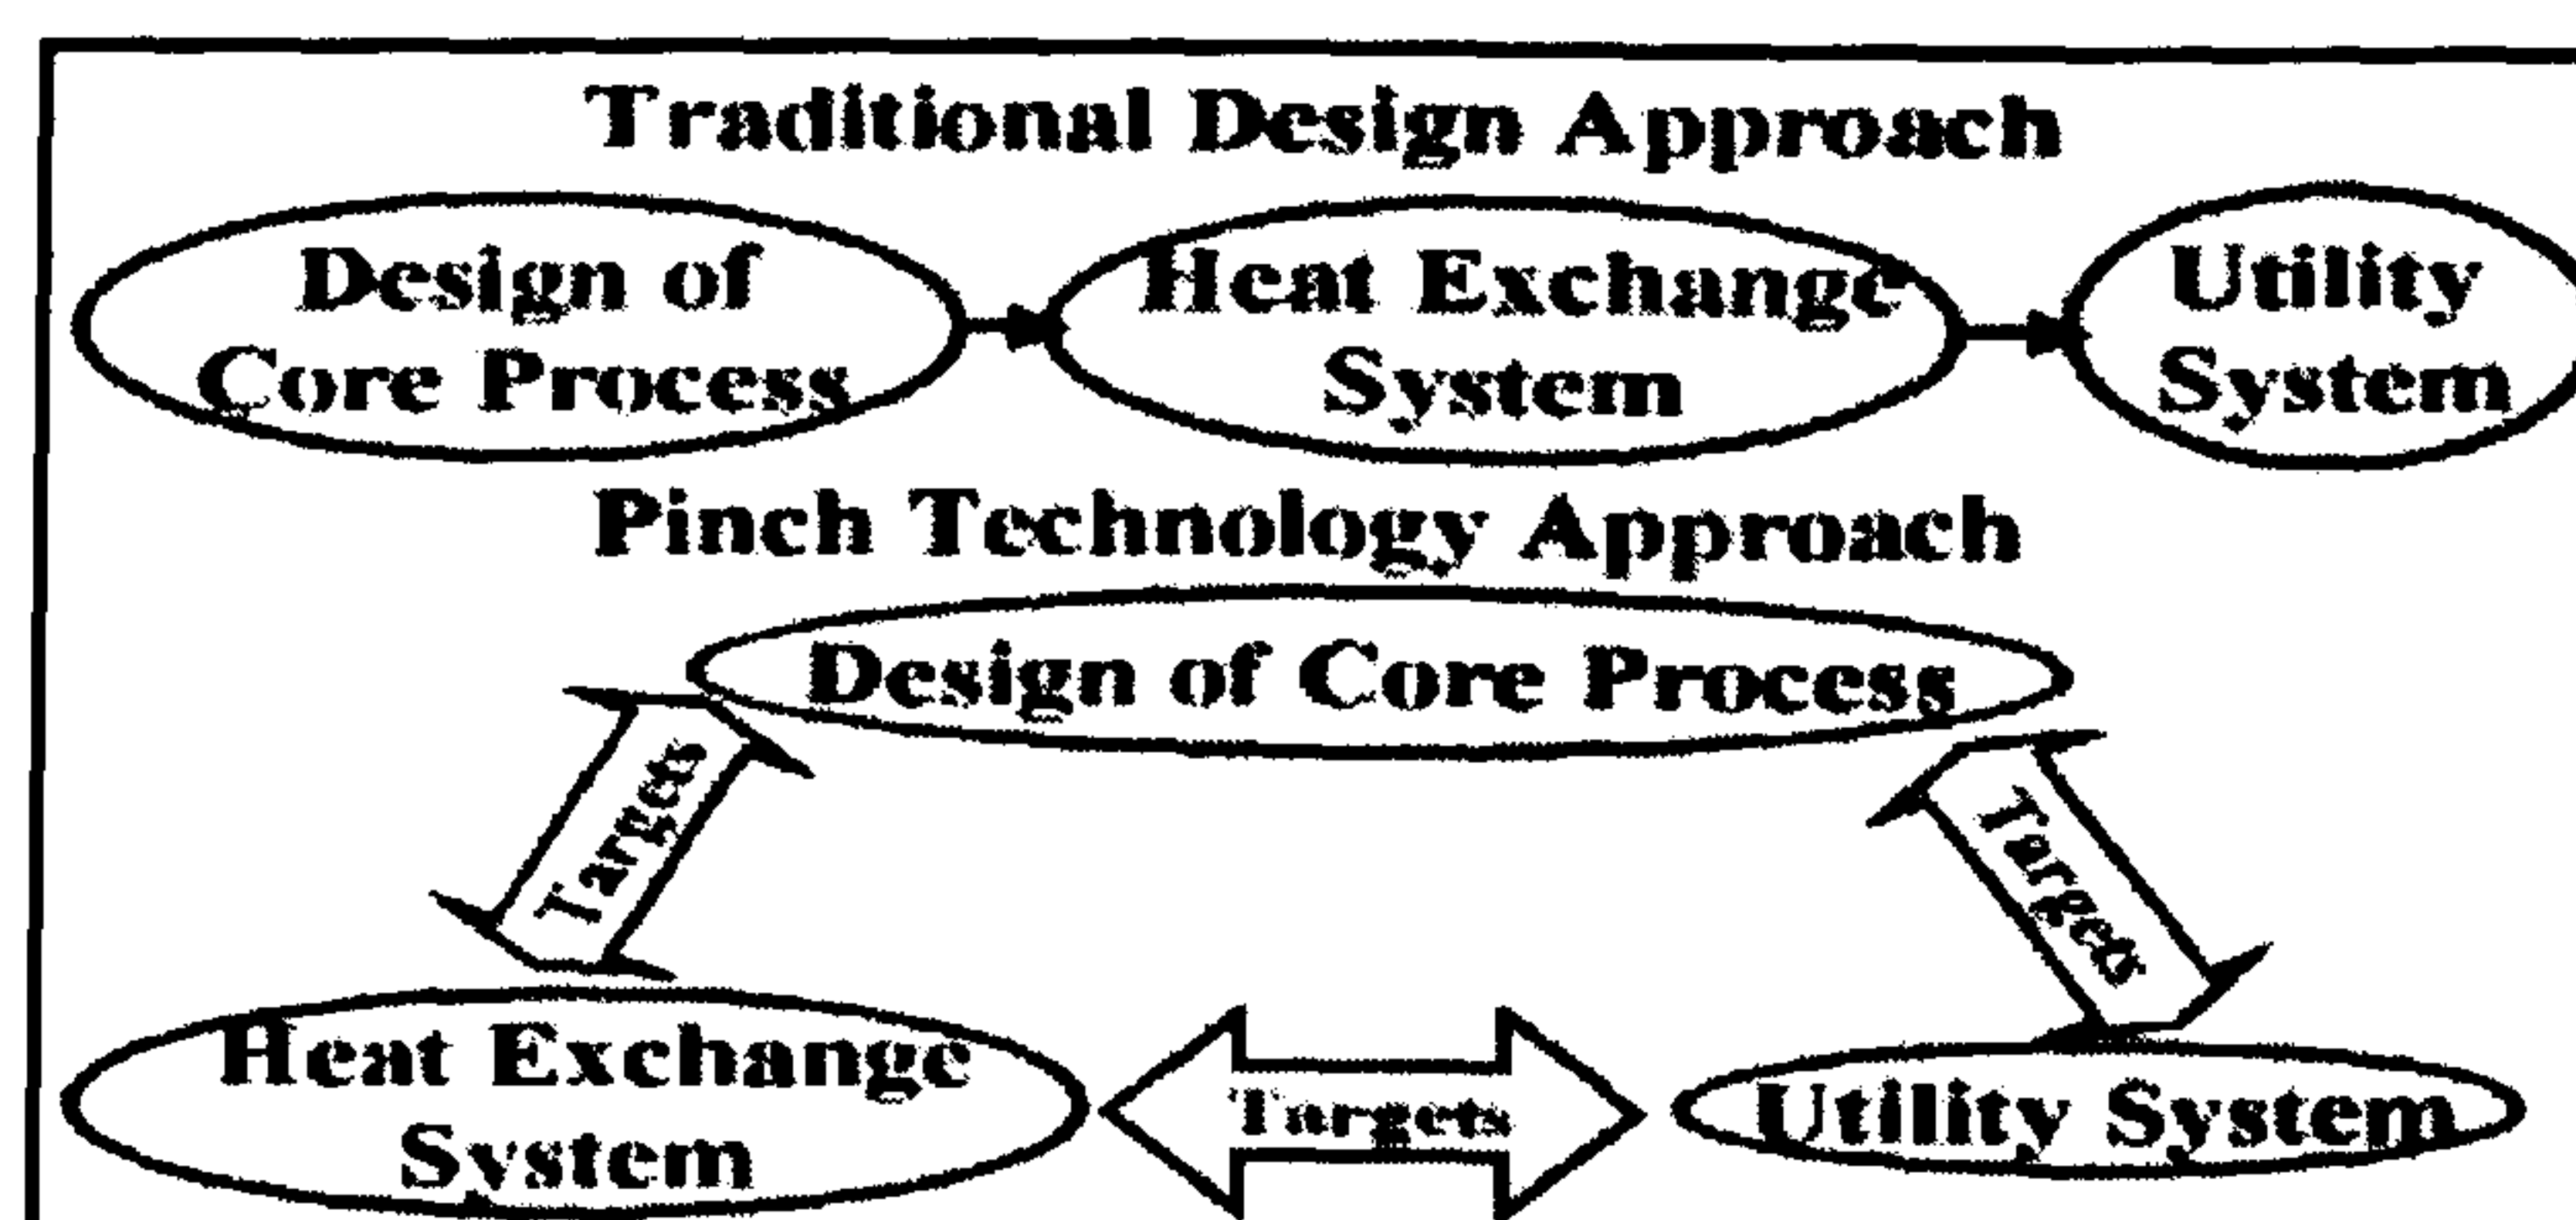 Traditional Design Approach
Design of
Core Process
Heat Exchange
System
Utility
System
Pinch Technology Approach
Design of Core Process
Targets
Targets
Heat Exchange
System
Targets
Utility System